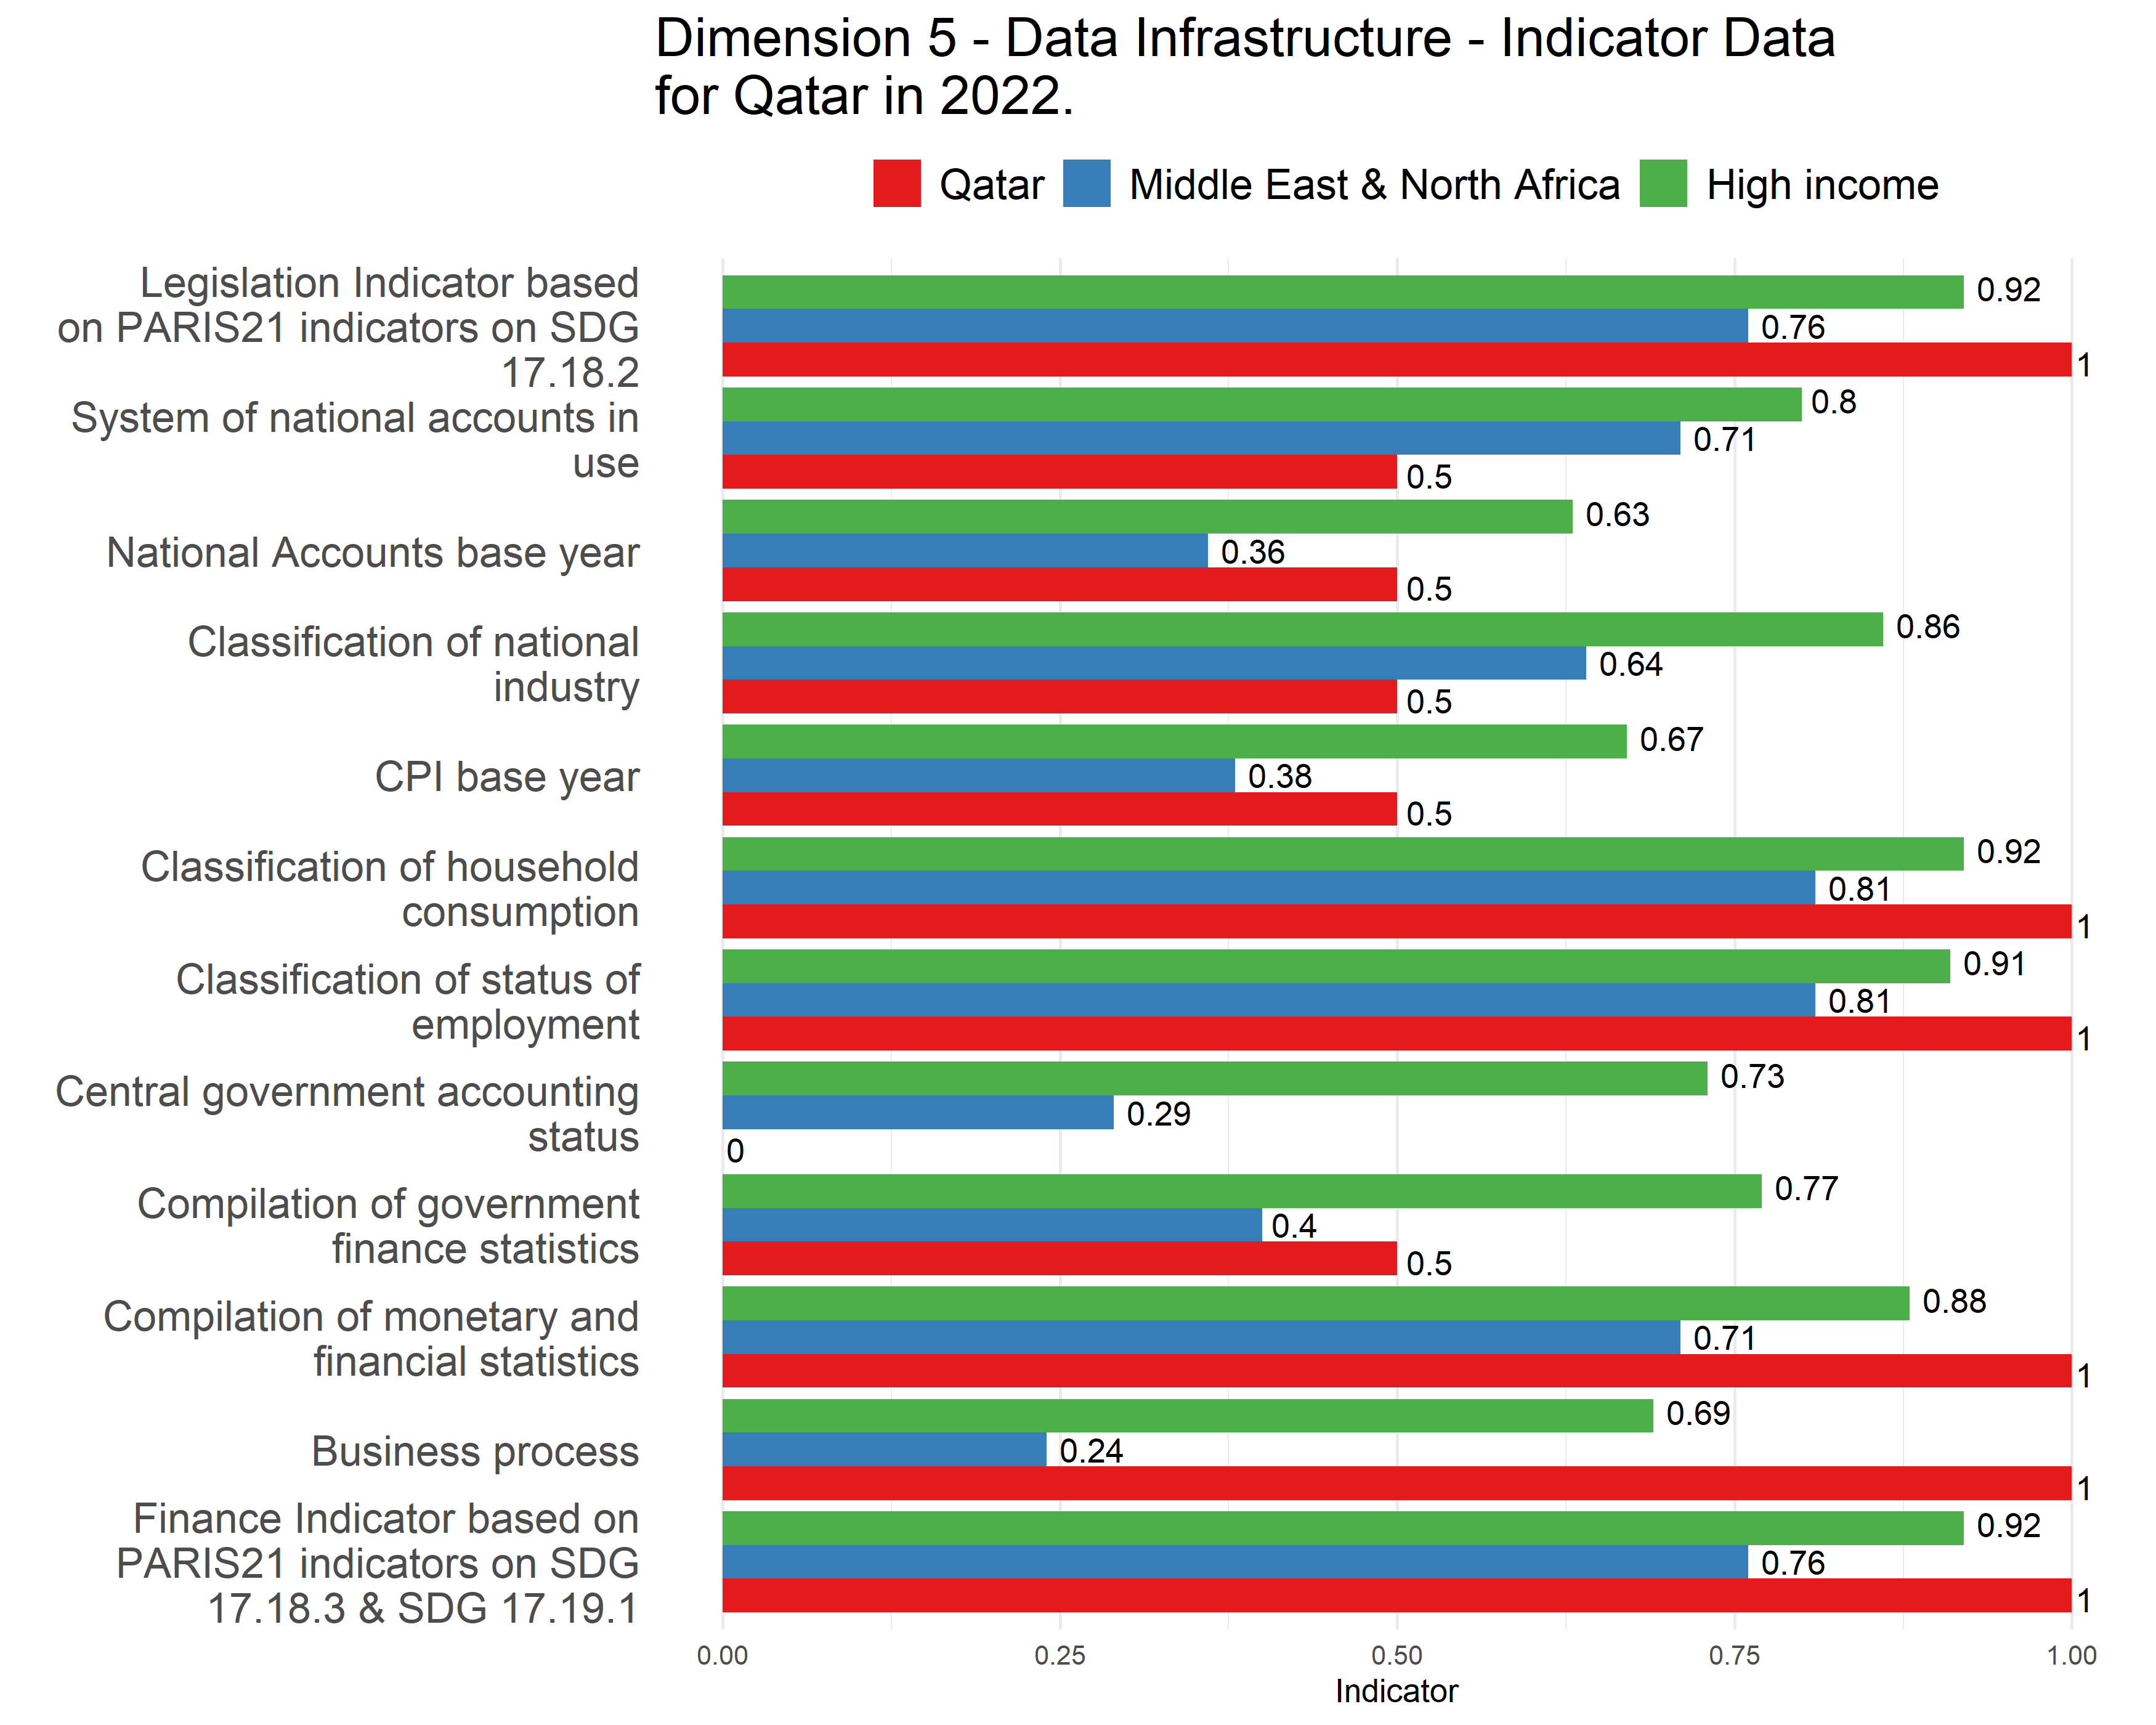 Dimension 5 - Data Infrastructure - Indicator Data
for Qatar in 2022.
Qatar
Middle East & North Africa
High income
Legislation Indicator based
on PARIS21 indicators on SDG
17.18.2
0.92
0.76
1
System of national accounts in
use
0.8
0.71
0.5
National Accounts base year
0.63
0.36
0.5
Classification of national
industry
0.86
0.64
0.5
CPI base year
0.67
0.38
0.5
Classification of household
consumption
0.92
0.81
1
Classification of status of
employment
0.91
0.81
1
Central government accounting
status
0.73
0.29
0
Compilation of government
finance statistics
0.77
0.4
0.5
Compilation of monetary and
financial statistics
0.88
0.71
1
Business process
0.69
0.24
1
Finance Indicator based on
PARIS21 indicators on SDG
17.18.3 & SDG 17.19.1
0.92
0.76
1
0.00
0.25
0.50
0.75
1.00
Indicator